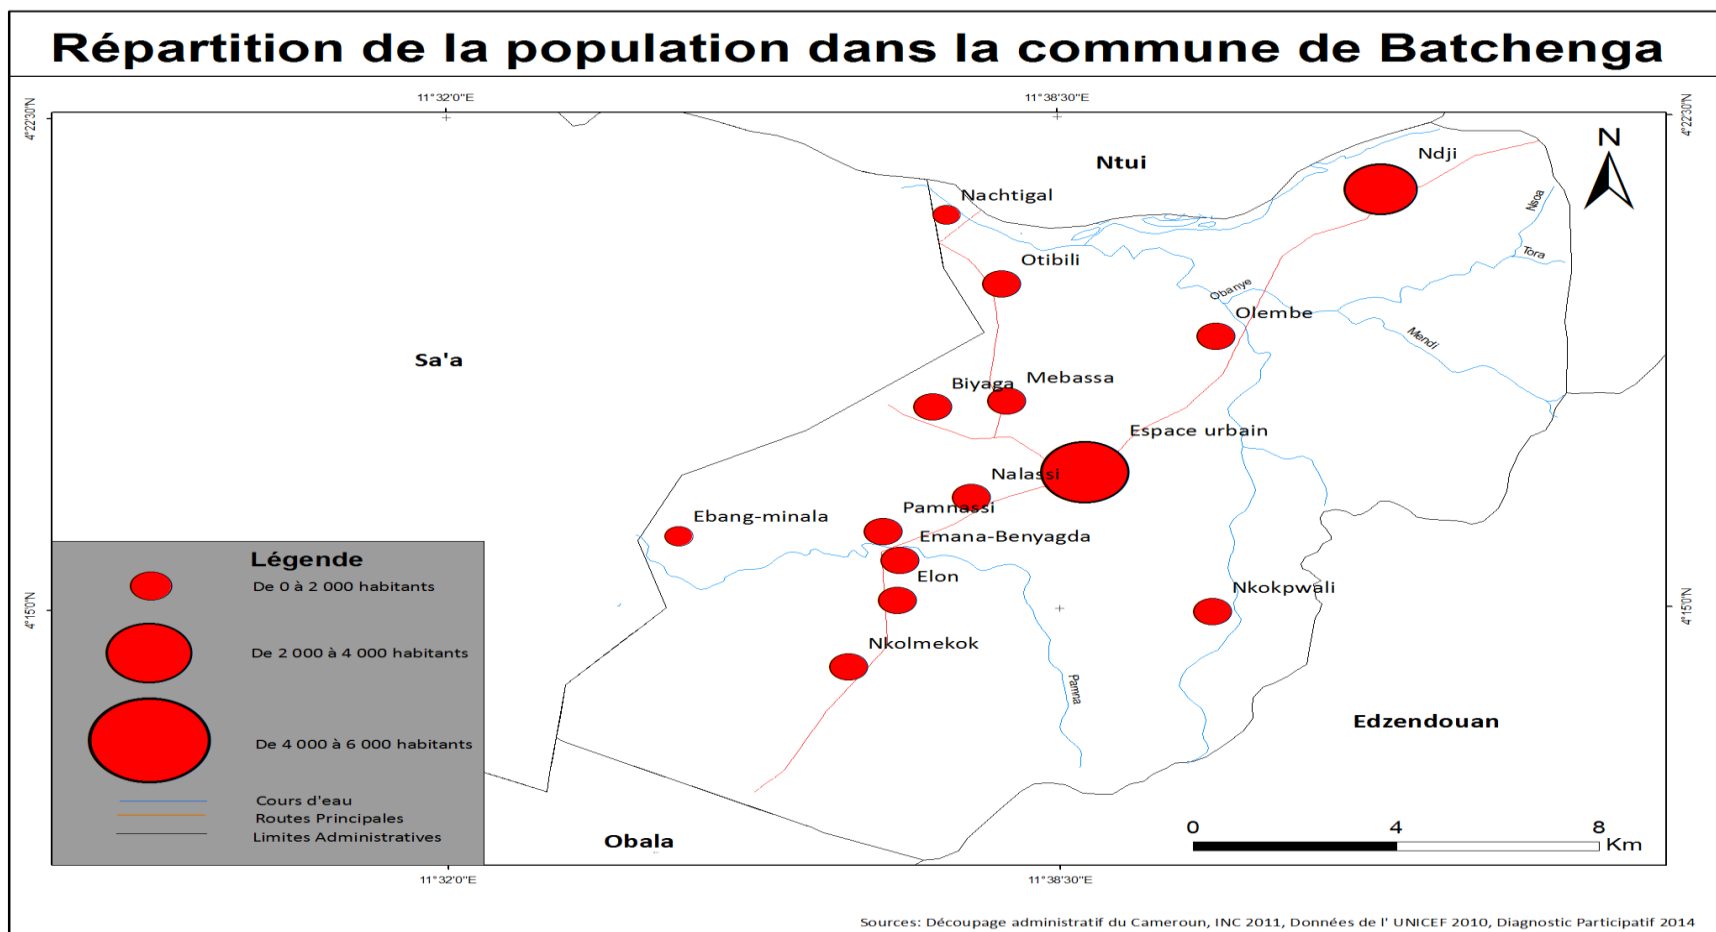 Répartition de la population dans la commune de Batchenga
11°32'0"E
11°38'30"E
4°22'30"N
4°22'30"N
N
Ntui
Ndji
Nachtigal
Nsoa
Tora
Otibili
Obanye
Olembe
Mendi
Sa'a
Biyaga
Mebassa
Espace urbain
Nalassi
Pamnassi
Ebang-minala
Emana-Benyagda
Elon
Nkokpwali
4°15'0"N
4°15'0"N
Nkolmekok
Pamna
Edzendouan
Obala
Légende
De 0 à 2 000 habitants
De 2 000 à 4 000 habitants
De 4 000 à 6 000 habitants
Cours d'eau
Routes Principales
Limites Administratives
0 4 8
Km
11°32'0"E
11°38'30"E
Sources: Découpage administratif du Cameroun, INC 2011, Données de l' UNICEF 2010, Diagnostic Participatif 2014